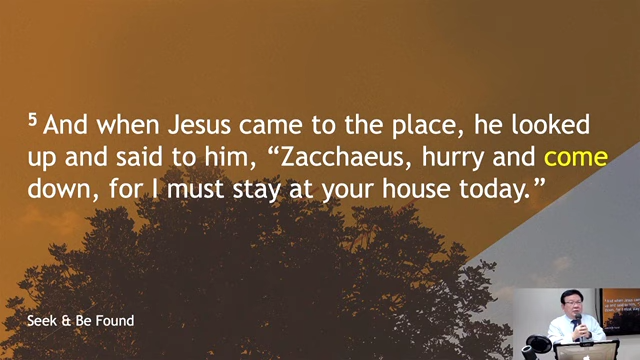 5 And when Jesus came to the place, he looked
up and said to him, “Zacchaeus, hurry and come
down, for I must stay at your house today.”
Seek & Be Found